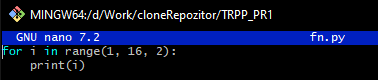 MINGW64:/d/Work/cloneRepozitor/TRPP_PR1
GNU nano 7.2 fn.py
for i in range(1, 16, 2):
    print(i)